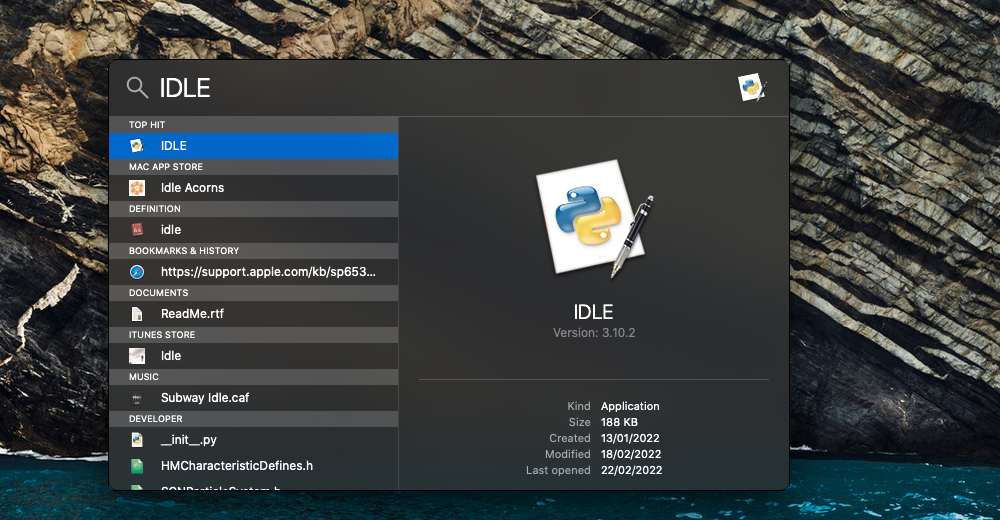 IDLE
TOP HIT
IDLE
MAC APP STORE
Idle Acorns
DEFINITION
idle
BOOKMARKS & HISTORY
https://support.apple.com/kb/sp653...
DOCUMENTS
ReadMe.rtf
ITUNES STORE
Idle
MUSIC
Subway Idle.caf
DEVELOPER
__init__.py
HMCharacteristicDefines.h
IDLE
Version: 3.10.2
Kind Application
Size 188 KB
Created 13/01/2022
Modified 18/02/2022
Last opened 22/02/2022